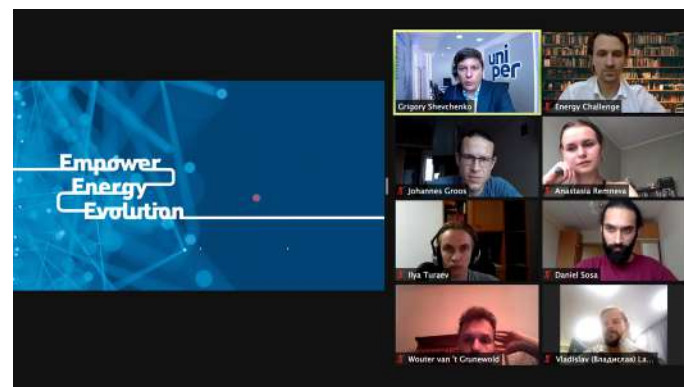 Empower
Energy
Evolution
uni
per
Grigory Shevchenko
Energy Challenge
Johannes Groos
Anastasia Remneva
Ilya Turaev
Daniel Sosa
Wouter van 't Grunewold
Vladislav (Владислав) La...